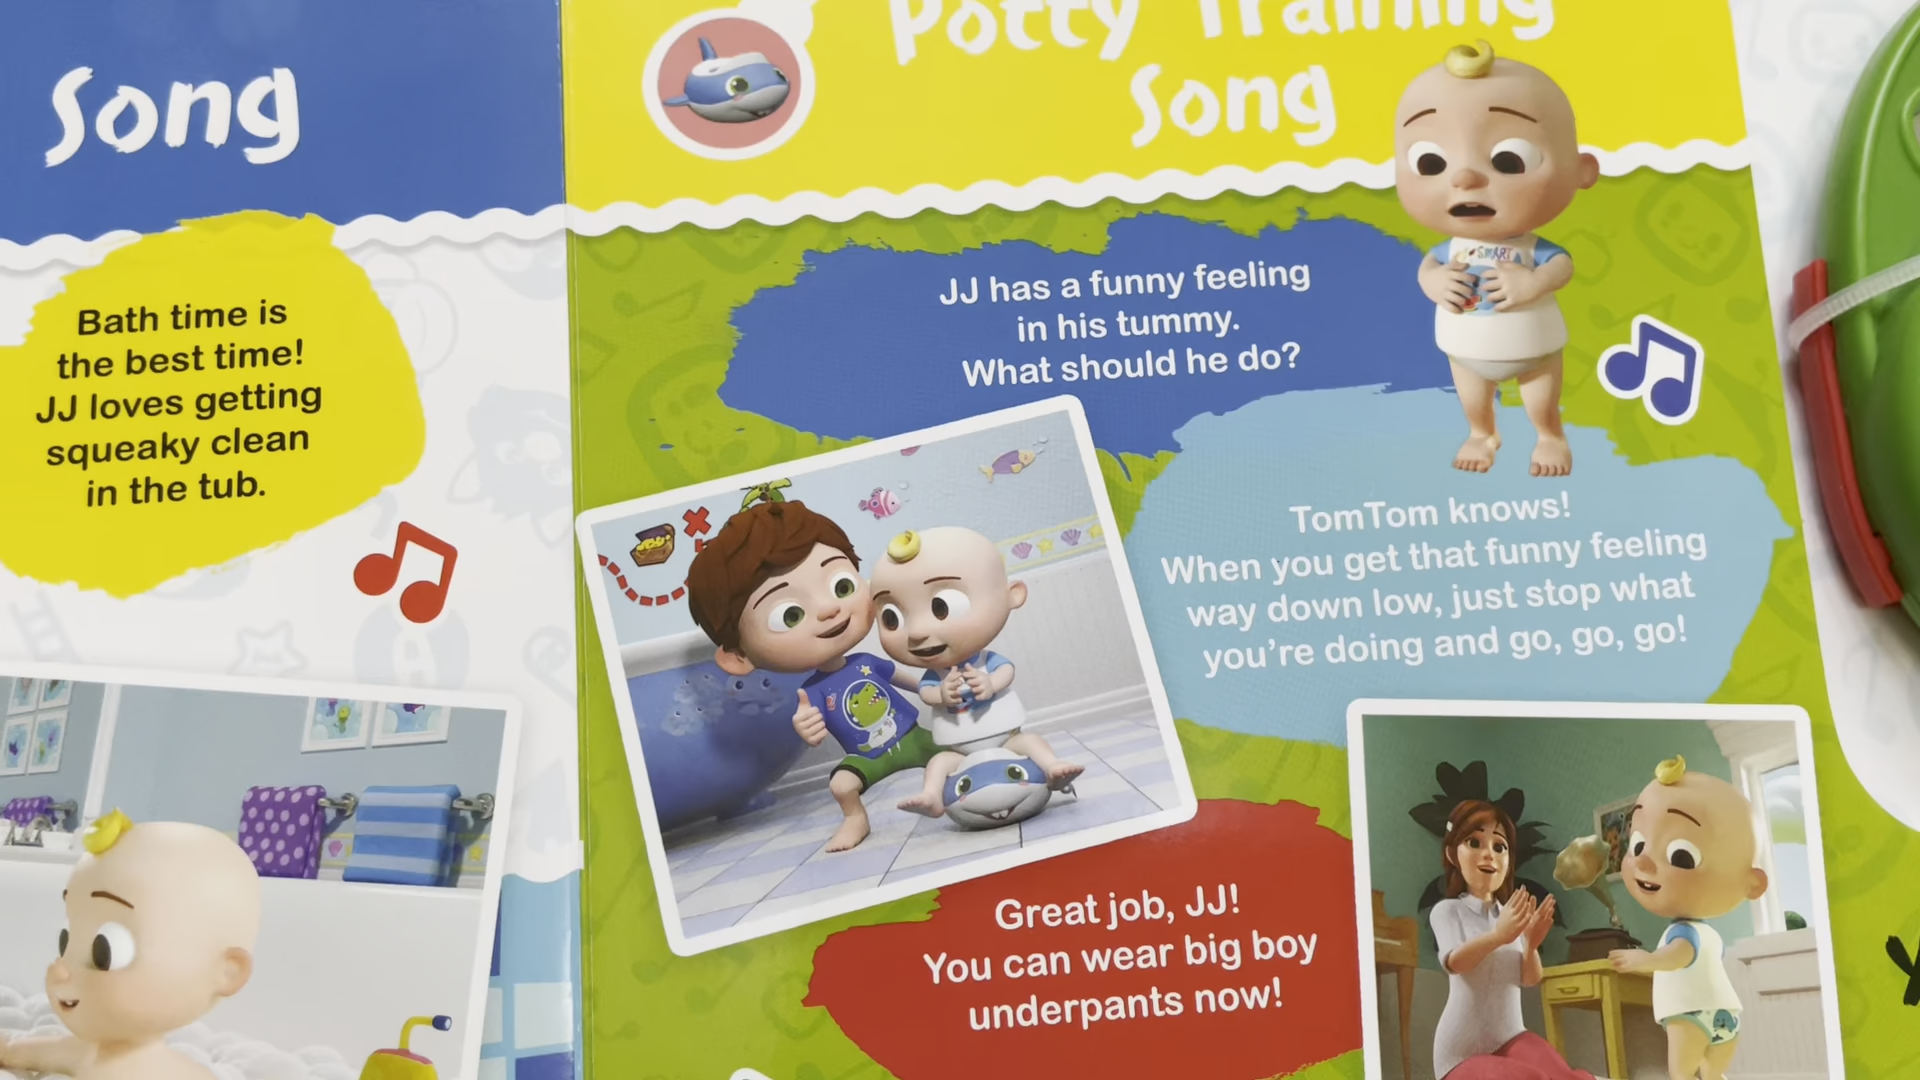 Song
Bath time is
the best time!
JJ loves getting
squeaky clean
in the tub.
Potty Training
Song
JJ has a funny feeling
in his tummy.
What should he do?
TomTom knows!
When you get that funny feeling
way down low, just stop what
you're doing and go, go, go!
Great job, JJ!
You can wear big boy
underpants now!
SMART